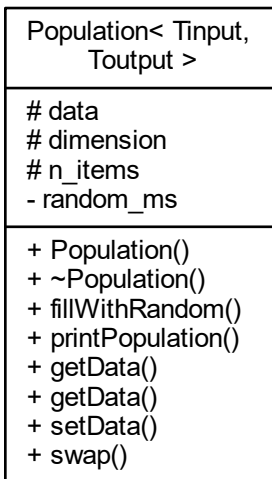 Population< Tinput,
Toutput >
# data
# dimension
# n_items
- random_ms
+ Population()
+ ~Population()
+ fillWithRandom()
+ printPopulation()
+ getData()
+ getData()
+ setData()
+ swap()